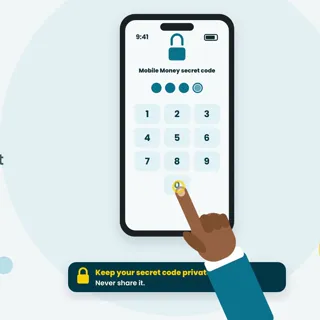 9:41
Mobile Money secret code
1 2 3
4 5 6
7 8 9
Keep your secret code privat
Never share it.